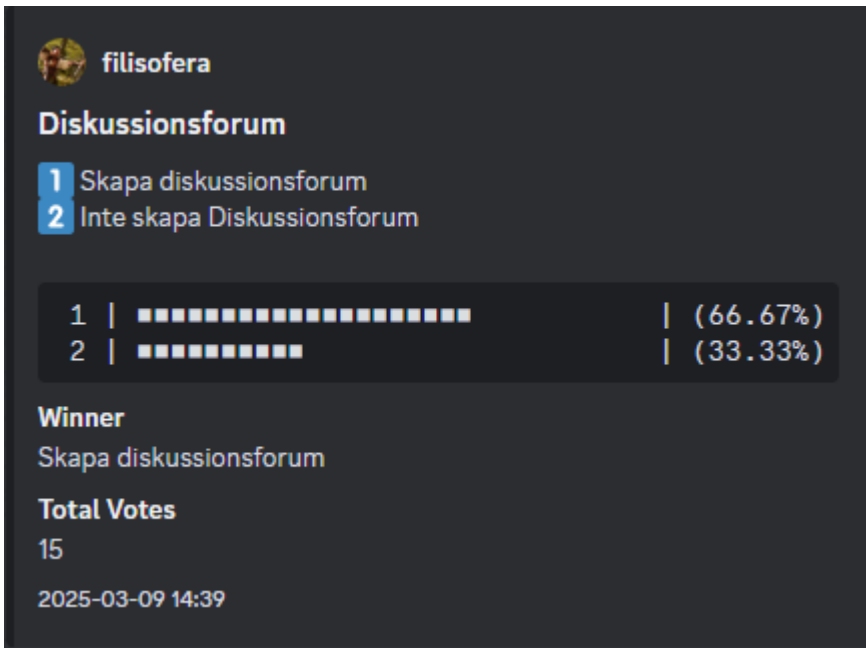 filisofera
Diskussionsforum
1 Skapa diskussionsforum
2 Inte skapa Diskussionsforum
1 | ■■■■■■■■■■■■■■■■■■■■ | (66.67%)
2 | ■■■■■■■■■■ | (33.33%)
Winner
Skapa diskussionsforum
Total Votes
15
2025-03-09 14:39